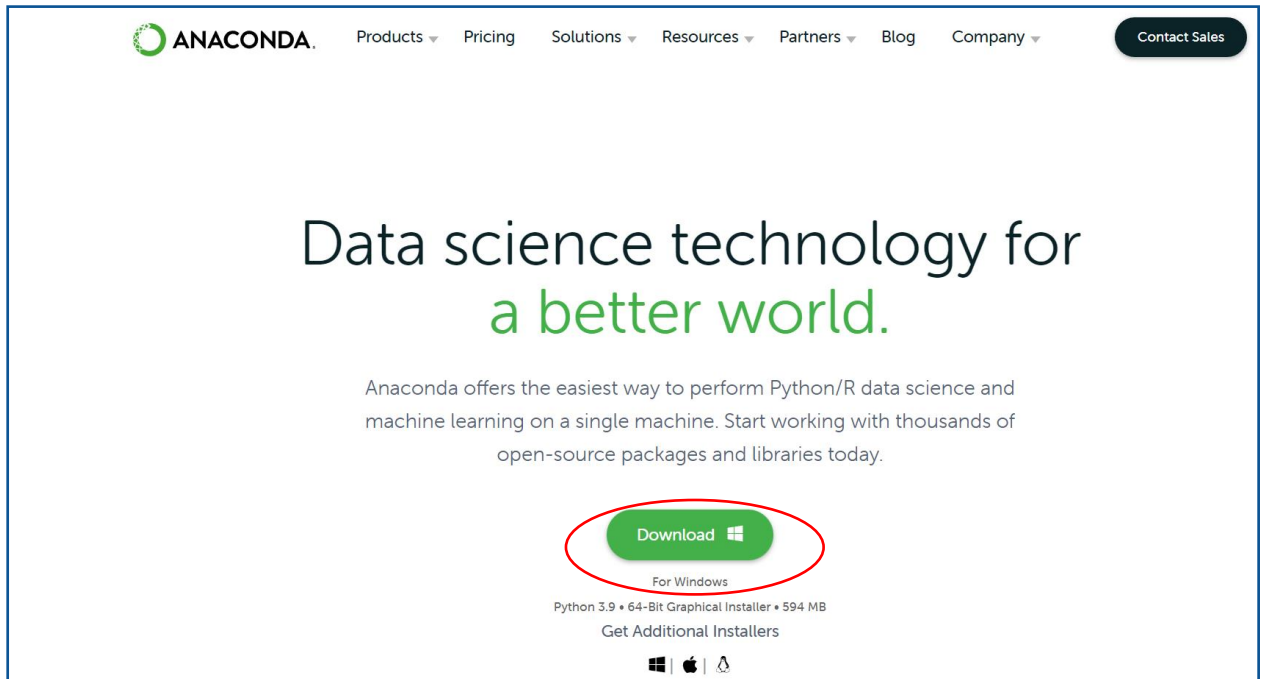 ANACONDA.
Products Pricing Solutions Resources Partners Blog Company Contact Sales
Data science technology for
a better world.
Anaconda offers the easiest way to perform Python/R data science and
machine learning on a single machine. Start working with thousands of
open-source packages and libraries today.
Download
For Windows
Python 3.9 • 64-Bit Graphical Installer • 594 MB
Get Additional Installers
| |